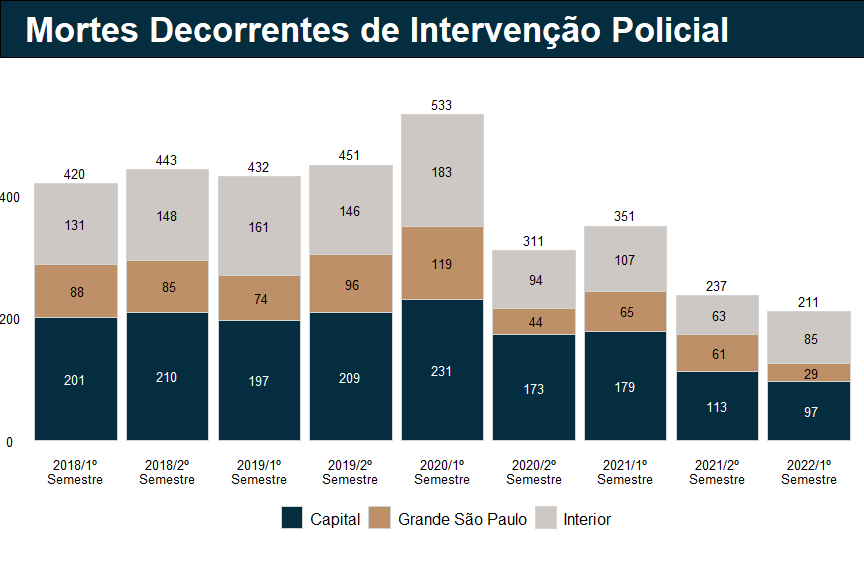 Mortes Decorrentes de Intervenção Policial
533
420
443
432
451
351
311
237
211
400
200
0
131
148
161
146
183
94
107
63
85
88
85
74
96
119
44
65
61
29
201
210
197
209
231
173
179
113
97
2018/1º
Semestre
2018/2º
Semestre
2019/1º
Semestre
2019/2º
Semestre
2020/1º
Semestre
2020/2º
Semestre
2021/1º
Semestre
2021/2º
Semestre
2022/1º
Semestre
Capital
Grande São Paulo
Interior